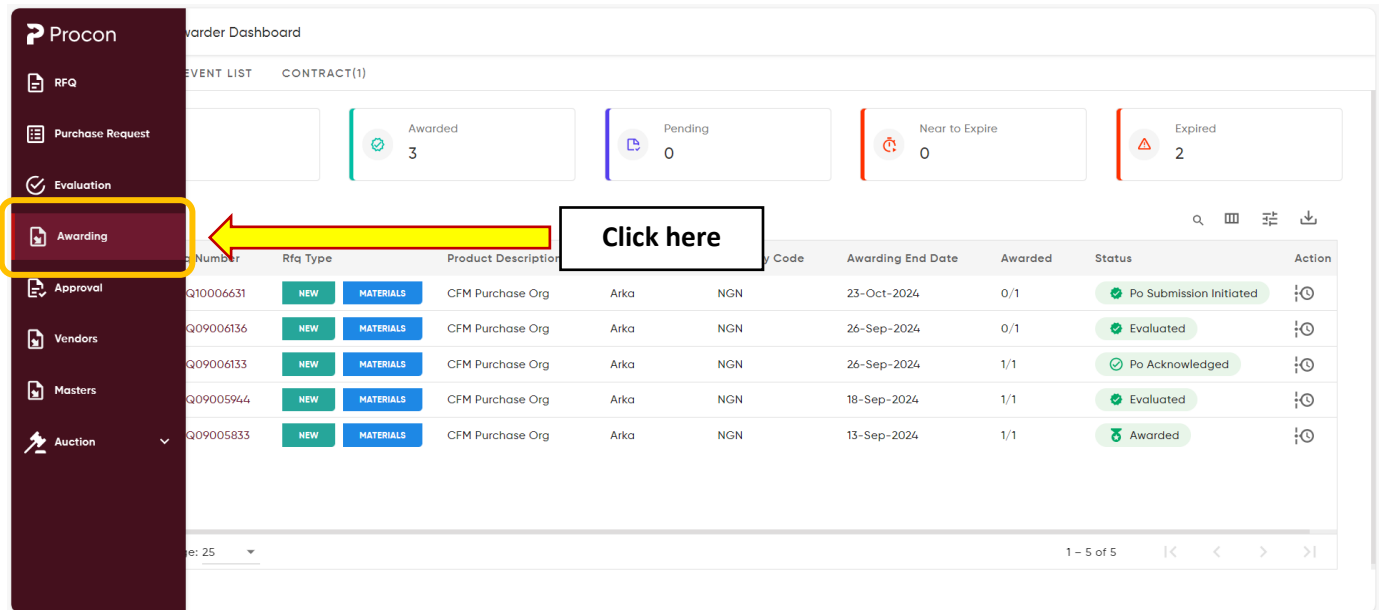 Procon
warder Dashboard
RFQ
EVENT LIST CONTRACT(1)
Purchase Request
Awarded
3
Pending
0
Near to Expire
0
Expired
2
Evaluation
Awarding
Click here
q Number Rfq Type Product Description y Code Awarding End Date Awarded Status Action
Approval
Q10006631 NEW MATERIALS CFM Purchase Org Arka NGN 23-Oct-2024 0/1 Po Submission Initiated
Vendors
Q09006136 NEW MATERIALS CFM Purchase Org Arka NGN 26-Sep-2024 0/1 Evaluated
Q09006133 NEW MATERIALS CFM Purchase Org Arka NGN 26-Sep-2024 1/1 Po Acknowledged
Masters
Q09005944 NEW MATERIALS CFM Purchase Org Arka NGN 18-Sep-2024 1/1 Evaluated
Auction
Q09005833 NEW MATERIALS CFM Purchase Org Arka NGN 13-Sep-2024 1/1 Awarded
ge: 25 1 – 5 of 5